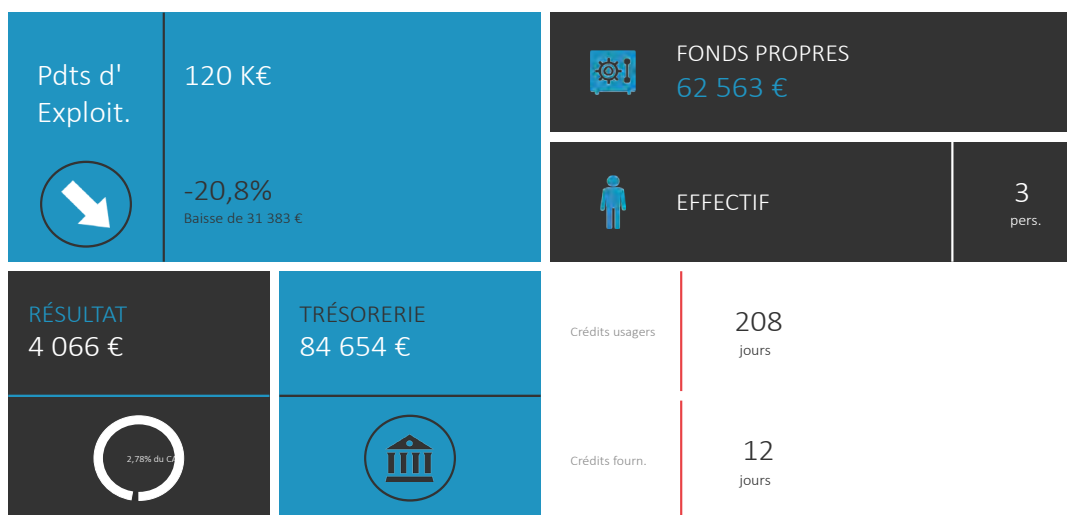 Pdts d'
Exploit.
120 K€
-20,8%
Baisse de 31 383 €
FONDS PROPRES
62 563 €
EFFECTIF
3
pers.
RÉSULTAT
4 066 €
2,78% du CA
TRÉSORERIE
84 654 €
Crédits usagers
208
jours
Crédits fourn.
12
jours